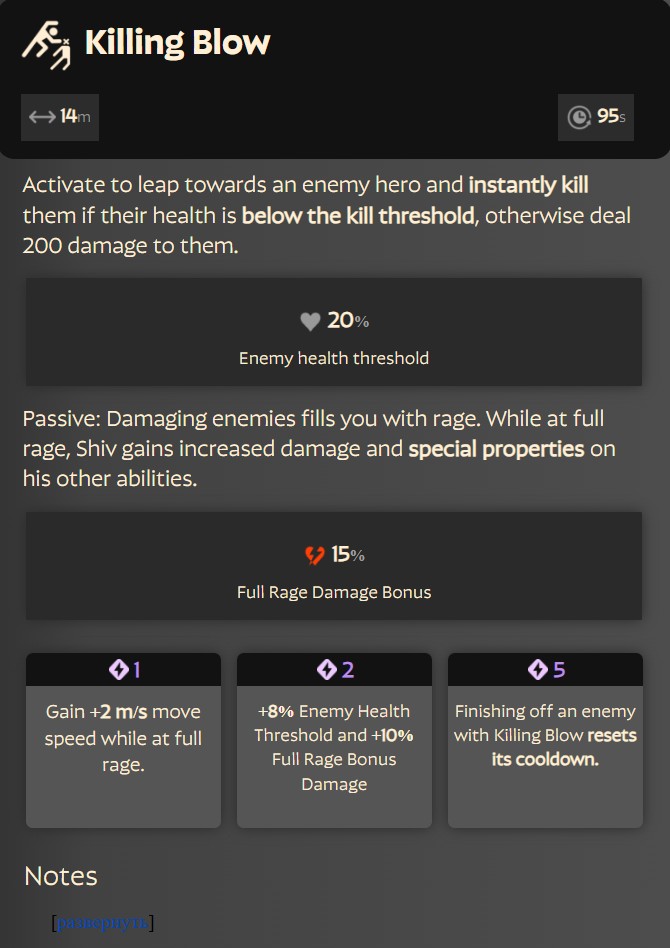 Killing Blow
14m
95s
Activate to leap towards an enemy hero and instantly kill
them if their health is below the kill threshold, otherwise deal
200 damage to them.
20%
Enemy health threshold
Passive: Damaging enemies fills you with rage. While at full
rage, Shiv gains increased damage and special properties on
his other abilities.
15%
Full Rage Damage Bonus
1
Gain +2 m/s move
speed while at full
rage.
2
+8% Enemy Health
Threshold and +10%
Full Rage Bonus
Damage
5
Finishing off an enemy
with Killing Blow resets
its cooldown.
Notes
[развернуть]